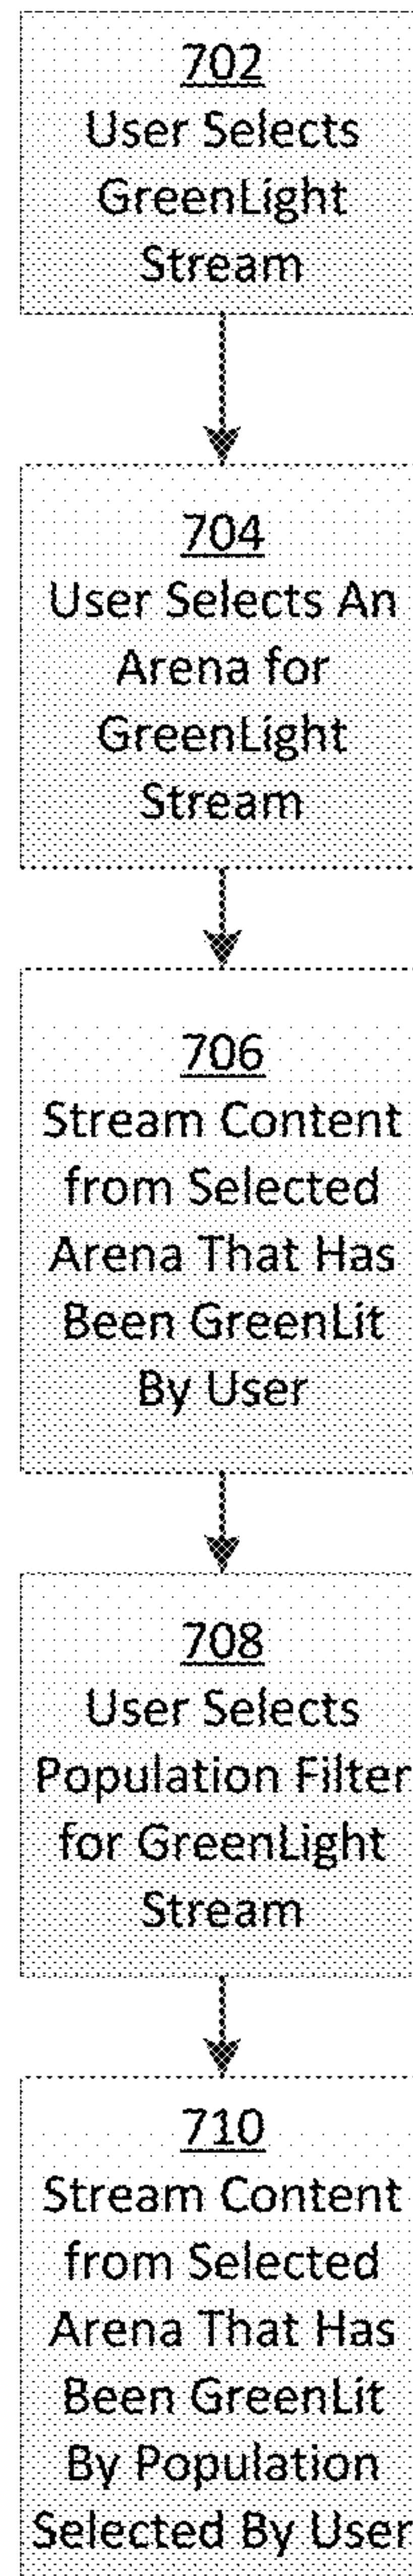 702
User Selects
GreenLight
Stream
704
User Selects An
Arena for
GreenLight
Stream
706
Stream Content
from Selected
Arena That Has
Been GreenLit
By User
708
User Selects
Population Filter
for GreenLight
Stream
710
Stream Content
from Selected
Arena That Has
Been GreenLit
By Population
Selected By User